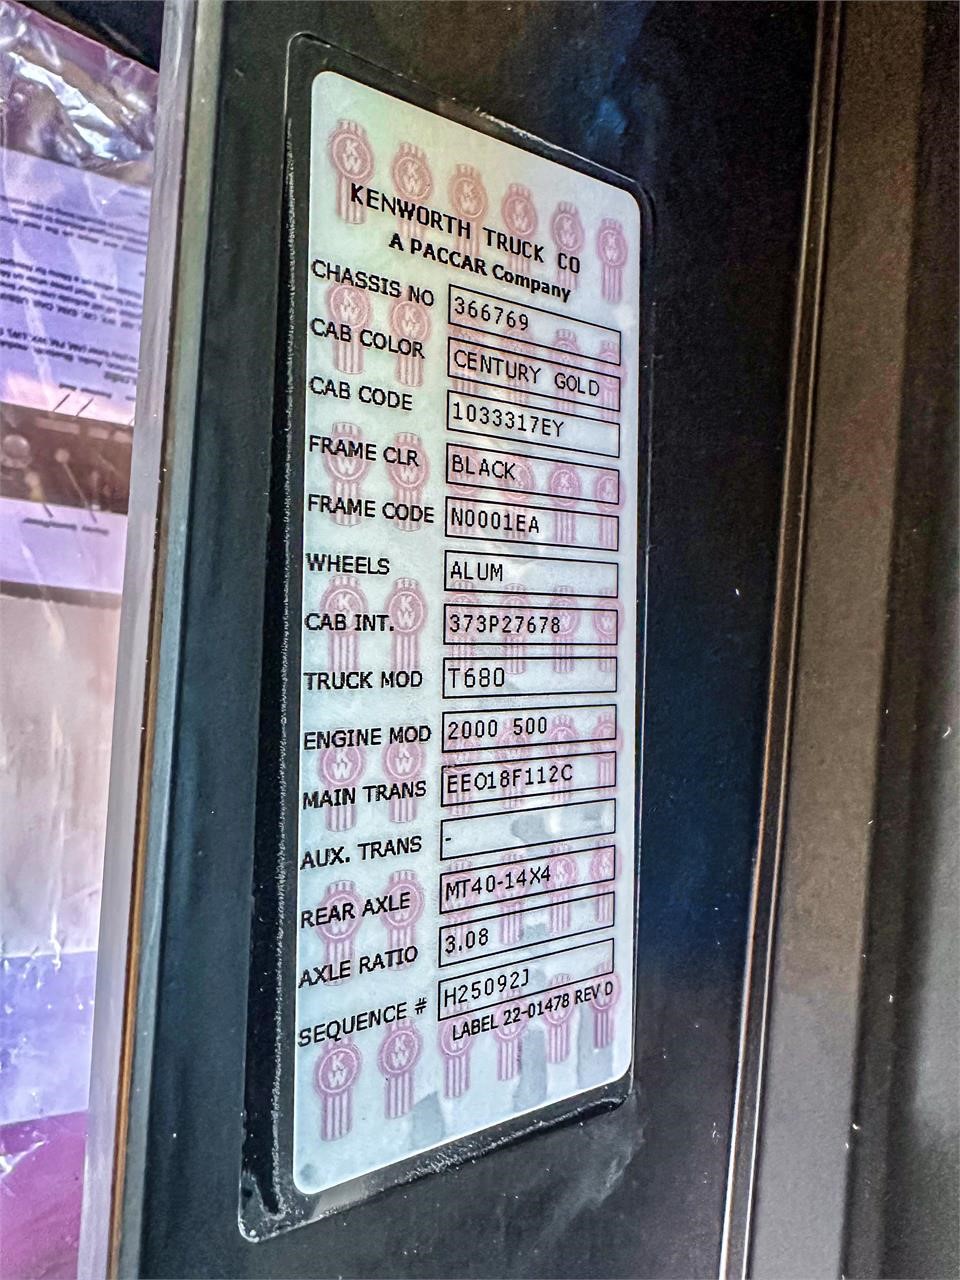 KENWORTH TRUCK CO
A PACCAR Company
CHASSIS NO 366769
CAB COLOR CENTURY GOLD
CAB CODE 1033317EY
FRAME CLR BLACK
FRAME CODE N0001EA
WHEELS ALUM
CAB INT. 373P27678
TRUCK MOD T680
ENGINE MOD 2000 500
MAIN TRANS EEO18F112C
AUX. TRANS -
REAR AXLE MT40-14X4
AXLE RATIO 3.08
SEQUENCE # H25092J
LABEL 22-01478 REV D